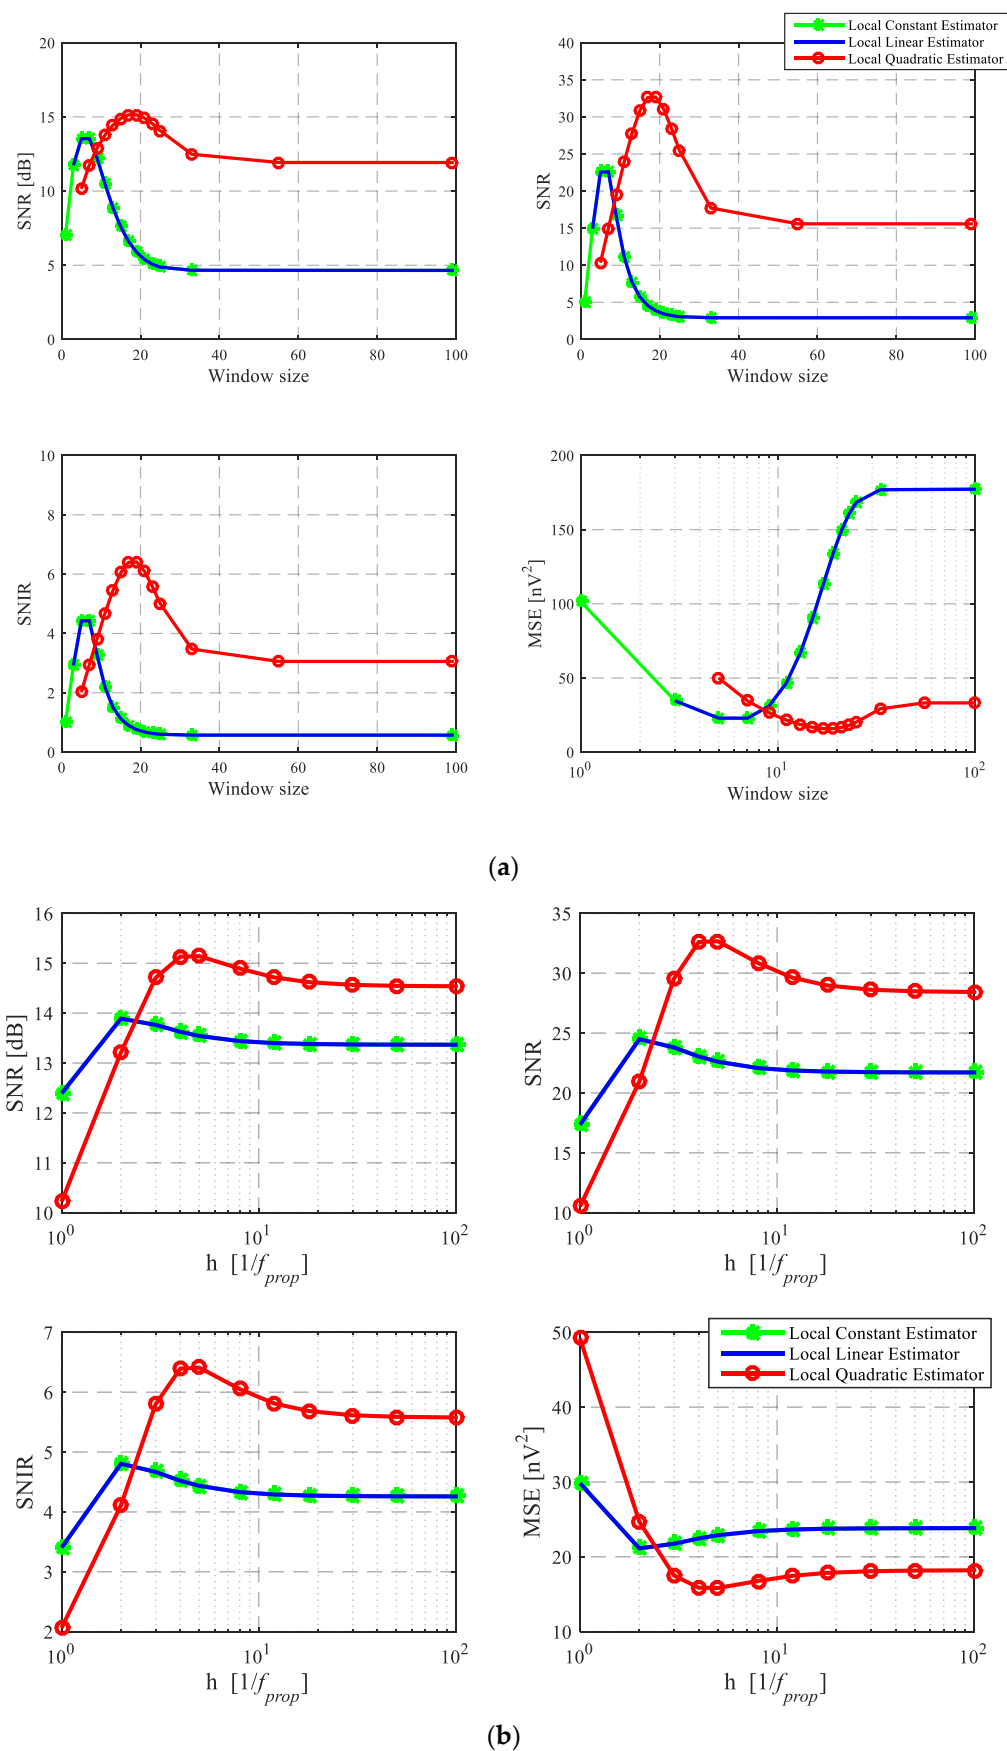 Local Constant Estimator
Local Linear Estimator
Local Quadratic Estimator
20
15
10
5
0
SNR [dB]
0 20 40 60 80 100
Window size
40
35
30
25
20
15
10
5
0
SNR
0 20 40 60 80 100
Window size
10
8
6
4
2
0
SNIR
0 20 40 60 80 100
Window size
200
150
100
50
0
MSE [nV²]
10⁰ 10¹ 10²
Window size
(a)
16
15
14
13
12
11
10
SNR [dB]
10⁰ 10¹ 10²
h [1/f_prop]
35
30
25
20
15
10
SNR
10⁰ 10¹ 10²
h [1/f_prop]
7
6
5
4
3
2
SNIR
10⁰ 10¹ 10²
h [1/f_prop]
Local Constant Estimator
Local Linear Estimator
Local Quadratic Estimator
50
40
30
20
10
MSE [nV²]
10⁰ 10¹ 10²
h [1/f_prop]
(b)